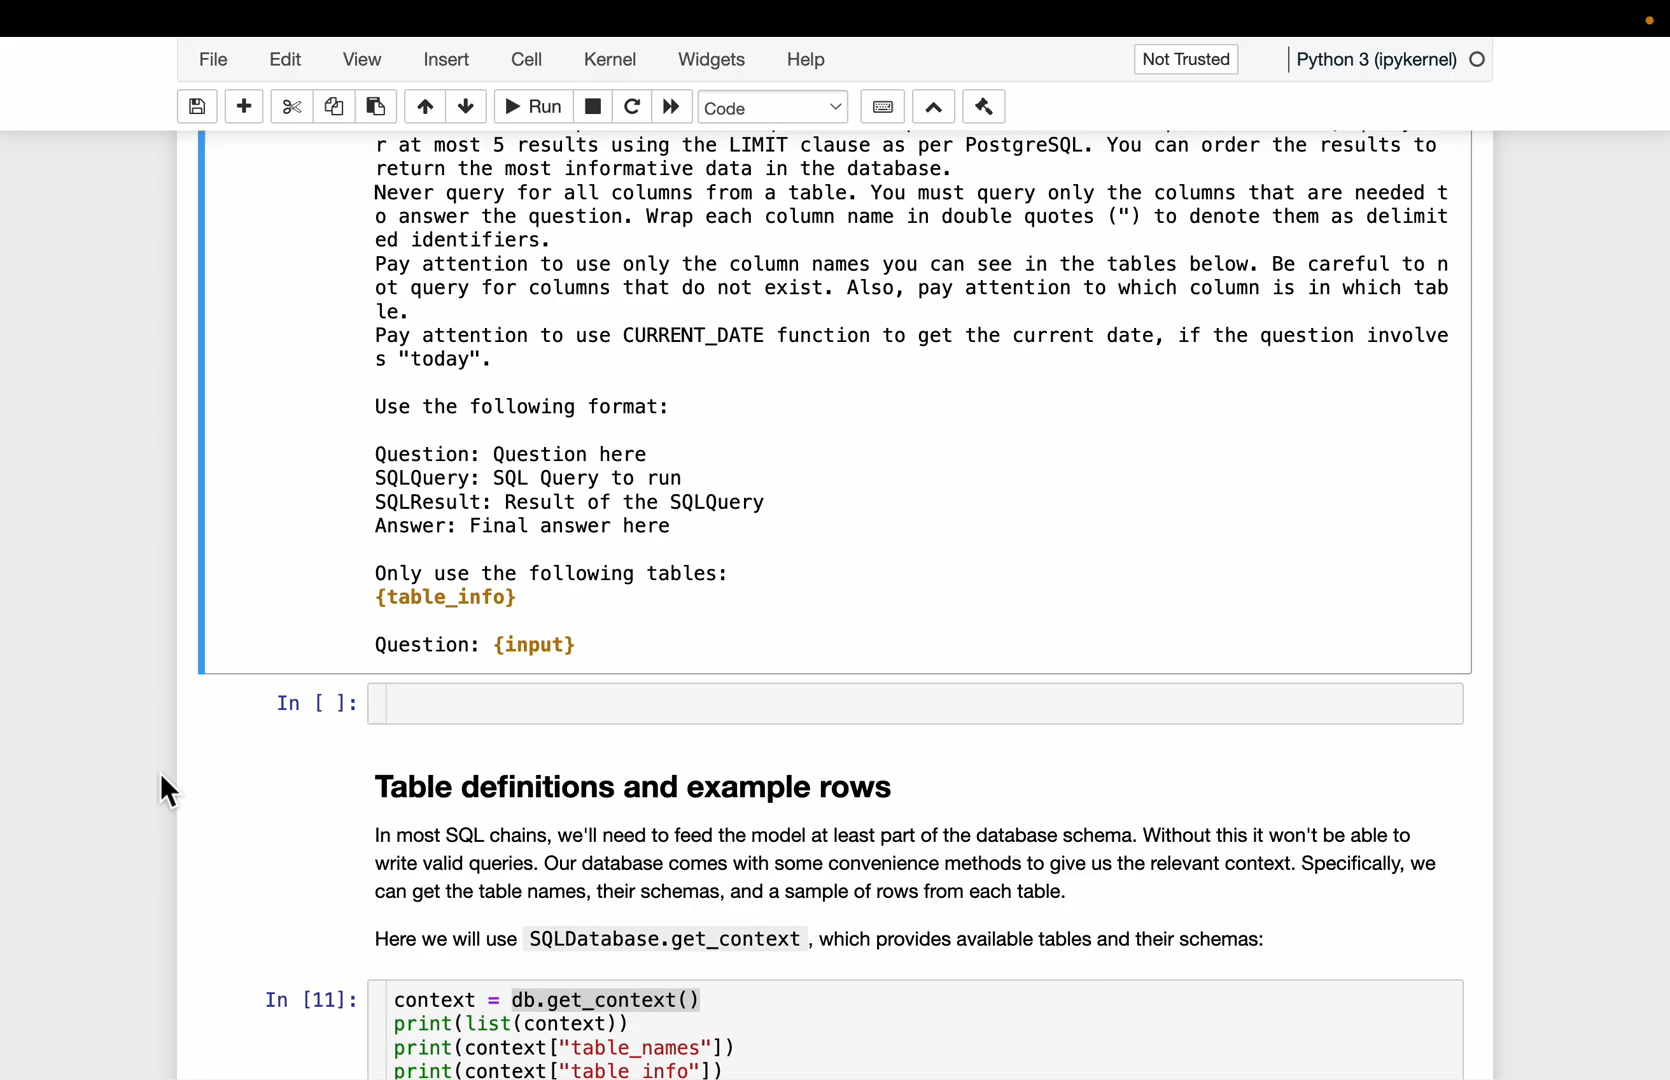 File Edit View Insert Cell Kernel Widgets Help Not Trusted Python 3 (ipykernel)
Run Code
r at most 5 results using the LIMIT clause as per PostgreSQL. You can order the results to
return the most informative data in the database.
Never query for all columns from a table. You must query only the columns that are needed t
o answer the question. Wrap each column name in double quotes (") to denote them as delimit
ed identifiers.
Pay attention to use only the column names you can see in the tables below. Be careful to n
ot query for columns that do not exist. Also, pay attention to which column is in which tab
le.
Pay attention to use CURRENT_DATE function to get the current date, if the question involve
s "today".
Use the following format:
Question: Question here
SQLQuery: SQL Query to run
SQLResult: Result of the SQLQuery
Answer: Final answer here
Only use the following tables:
{table_info}
Question: {input}
In [ ]:
Table definitions and example rows
In most SQL chains, we'll need to feed the model at least part of the database schema. Without this it won't be able to
write valid queries. Our database comes with some convenience methods to give us the relevant context. Specifically, we
can get the table names, their schemas, and a sample of rows from each table.
Here we will use SQLDatabase.get_context , which provides available tables and their schemas:
In [11]: context = db.get_context()
print(list(context))
print(context["table_names"])
print(context["table_info"])